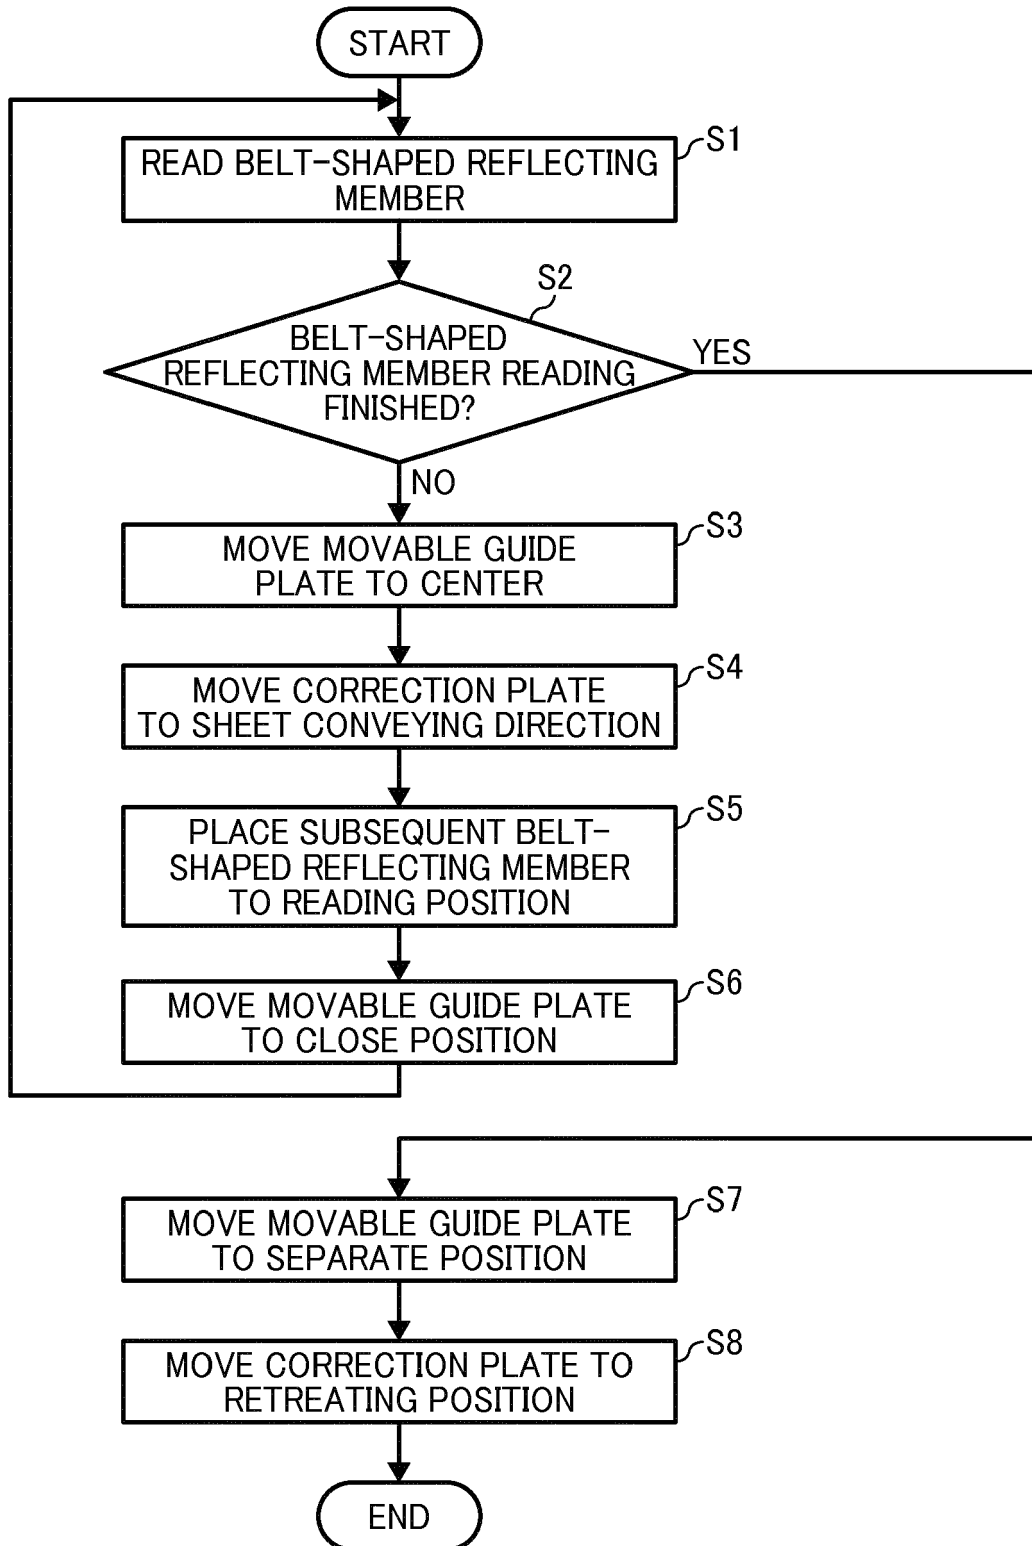 START
S1
READ BELT-SHAPED REFLECTING
MEMBER
S2
BELT-SHAPED
REFLECTING MEMBER READING
FINISHED?
YES
NO
S3
MOVE MOVABLE GUIDE
PLATE TO CENTER
S4
MOVE CORRECTION PLATE
TO SHEET CONVEYING DIRECTION
S5
PLACE SUBSEQUENT BELT-
SHAPED REFLECTING MEMBER
TO READING POSITION
S6
MOVE MOVABLE GUIDE PLATE
TO CLOSE POSITION
S7
MOVE MOVABLE GUIDE PLATE
TO SEPARATE POSITION
S8
MOVE CORRECTION PLATE TO
RETREATING POSITION
END